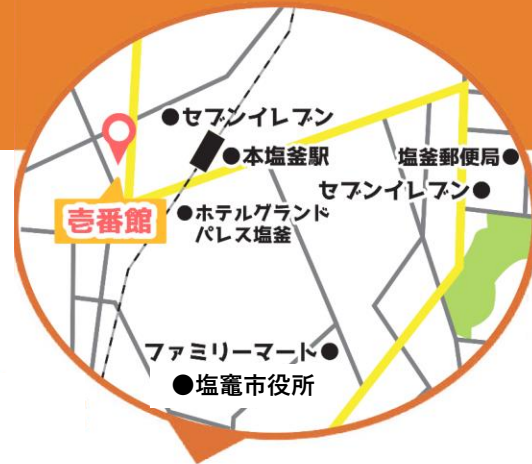 ●セブンイレブン
●本塩釜駅
塩釜郵便局●
セブンイレブン●
壱番館
●ホテルグランド
パレス塩釜
ファミリーマート●
●塩竈市役所